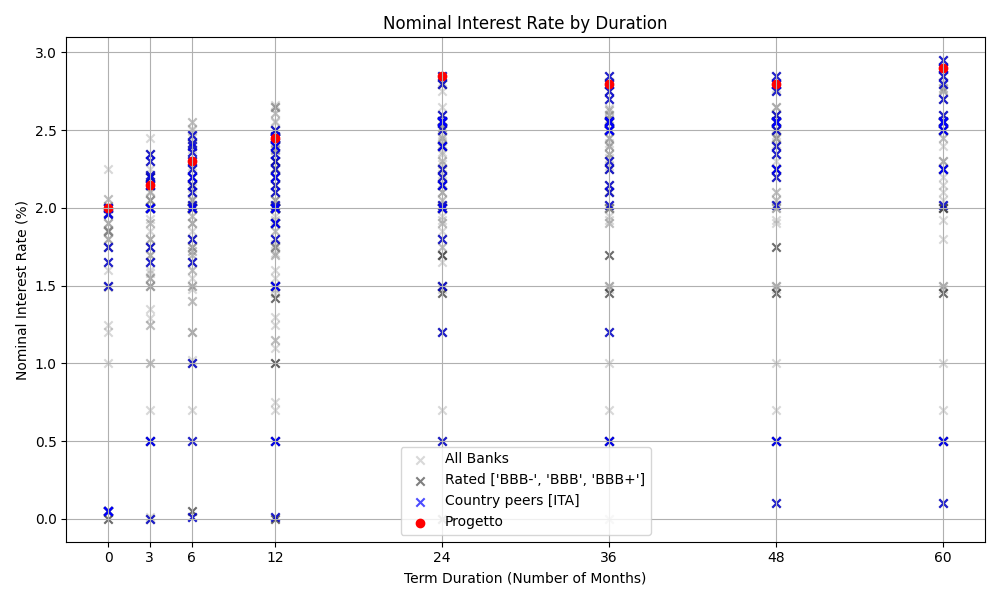 Nominal Interest Rate by Duration
Nominal Interest Rate (%)
3.0
2.5
2.0
1.5
1.0
0.5
0.0
All Banks
Rated ['BBB-', 'BBB', 'BBB+']
Country peers [ITA]
Progetto
0 3 6 12 24 36 48 60
Term Duration (Number of Months)